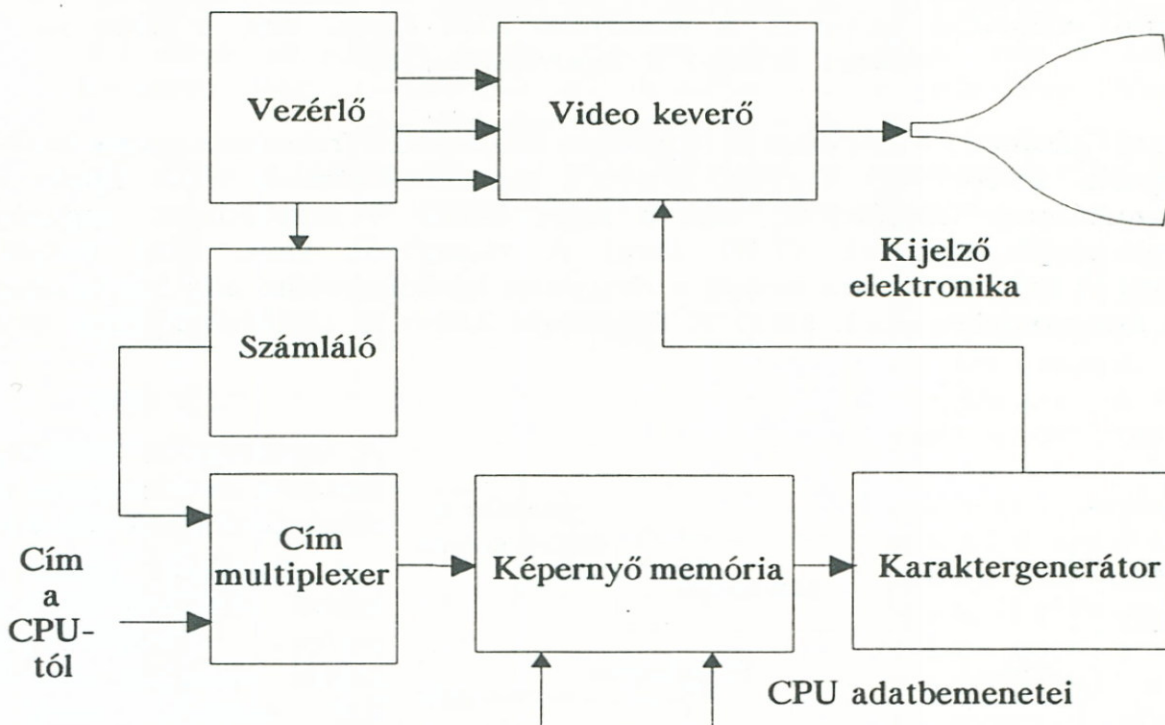 Vezérlő
Video keverő
Kijelző
elektronika
Számláló
Cím
a
CPU-
tól
Cím
multiplexer
Képernyő memória
Karaktergenerátor
CPU adatbemenetei